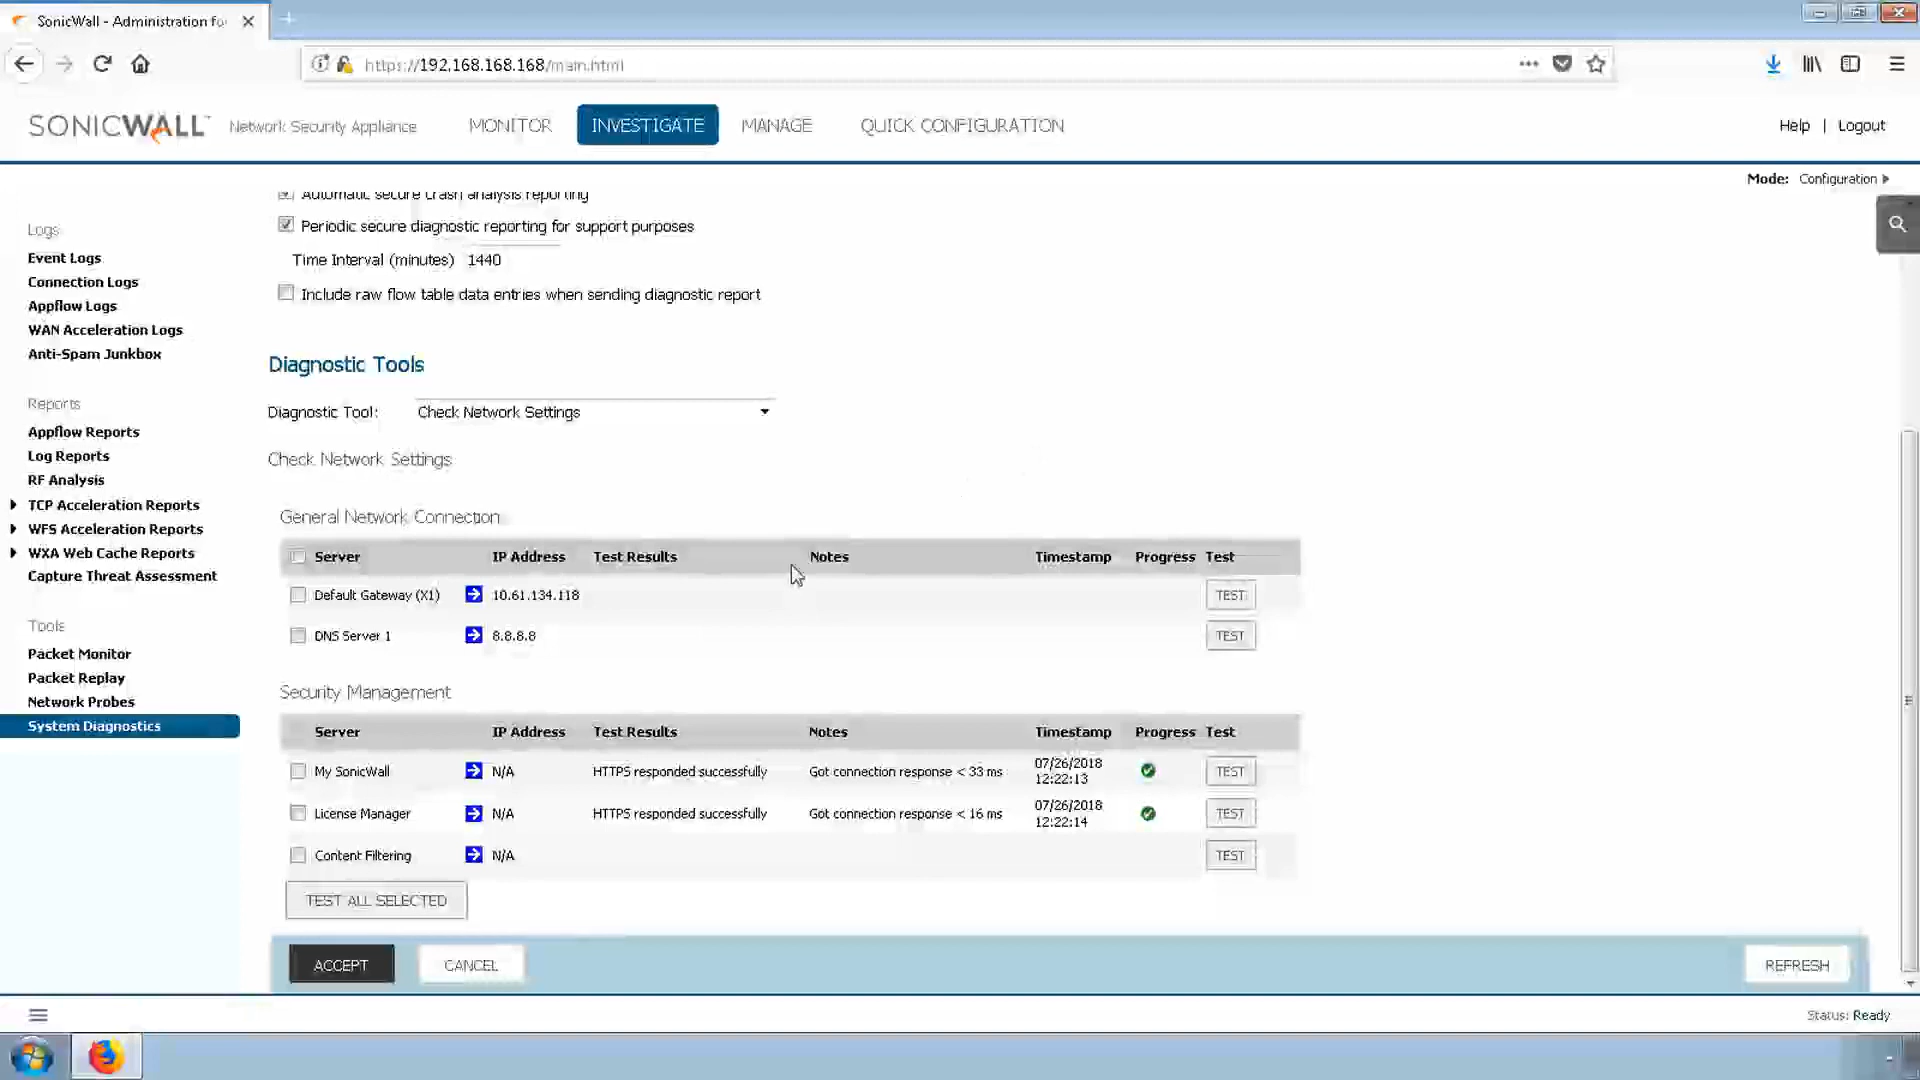 SonicWall - Administration for
https://192.168.168.168/main.html
SONICWALL Network Security Appliance MONITOR INVESTIGATE MANAGE QUICK CONFIGURATION Help | Logout
Mode: Configuration
Automatic secure crash analysis reporting
Periodic secure diagnostic reporting for support purposes
Time Interval (minutes) 1440
Include raw flow table data entries when sending diagnostic report
Logs
Event Logs
Connection Logs
Appflow Logs
WAN Acceleration Logs
Anti-Spam Junkbox
Reports
Appflow Reports
Log Reports
RF Analysis
TCP Acceleration Reports
WFS Acceleration Reports
WXA Web Cache Reports
Capture Threat Assessment
Tools
Packet Monitor
Packet Replay
Network Probes
System Diagnostics
Diagnostic Tools
Diagnostic Tool: Check Network Settings
Check Network Settings
General Network Connection
Server IP Address Test Results Notes Timestamp Progress Test
Default Gateway (X1) 10.61.134.118 TEST
DNS Server 1 8.8.8.8 TEST
Security Management
Server IP Address Test Results Notes Timestamp Progress Test
My SonicWall N/A HTTPS responded successfully Got connection response < 33 ms 07/26/2018 12:22:13 TEST
License Manager N/A HTTPS responded successfully Got connection response < 16 ms 07/26/2018 12:22:14 TEST
Content Filtering N/A TEST
TEST ALL SELECTED
ACCEPT CANCEL REFRESH
Status: Ready